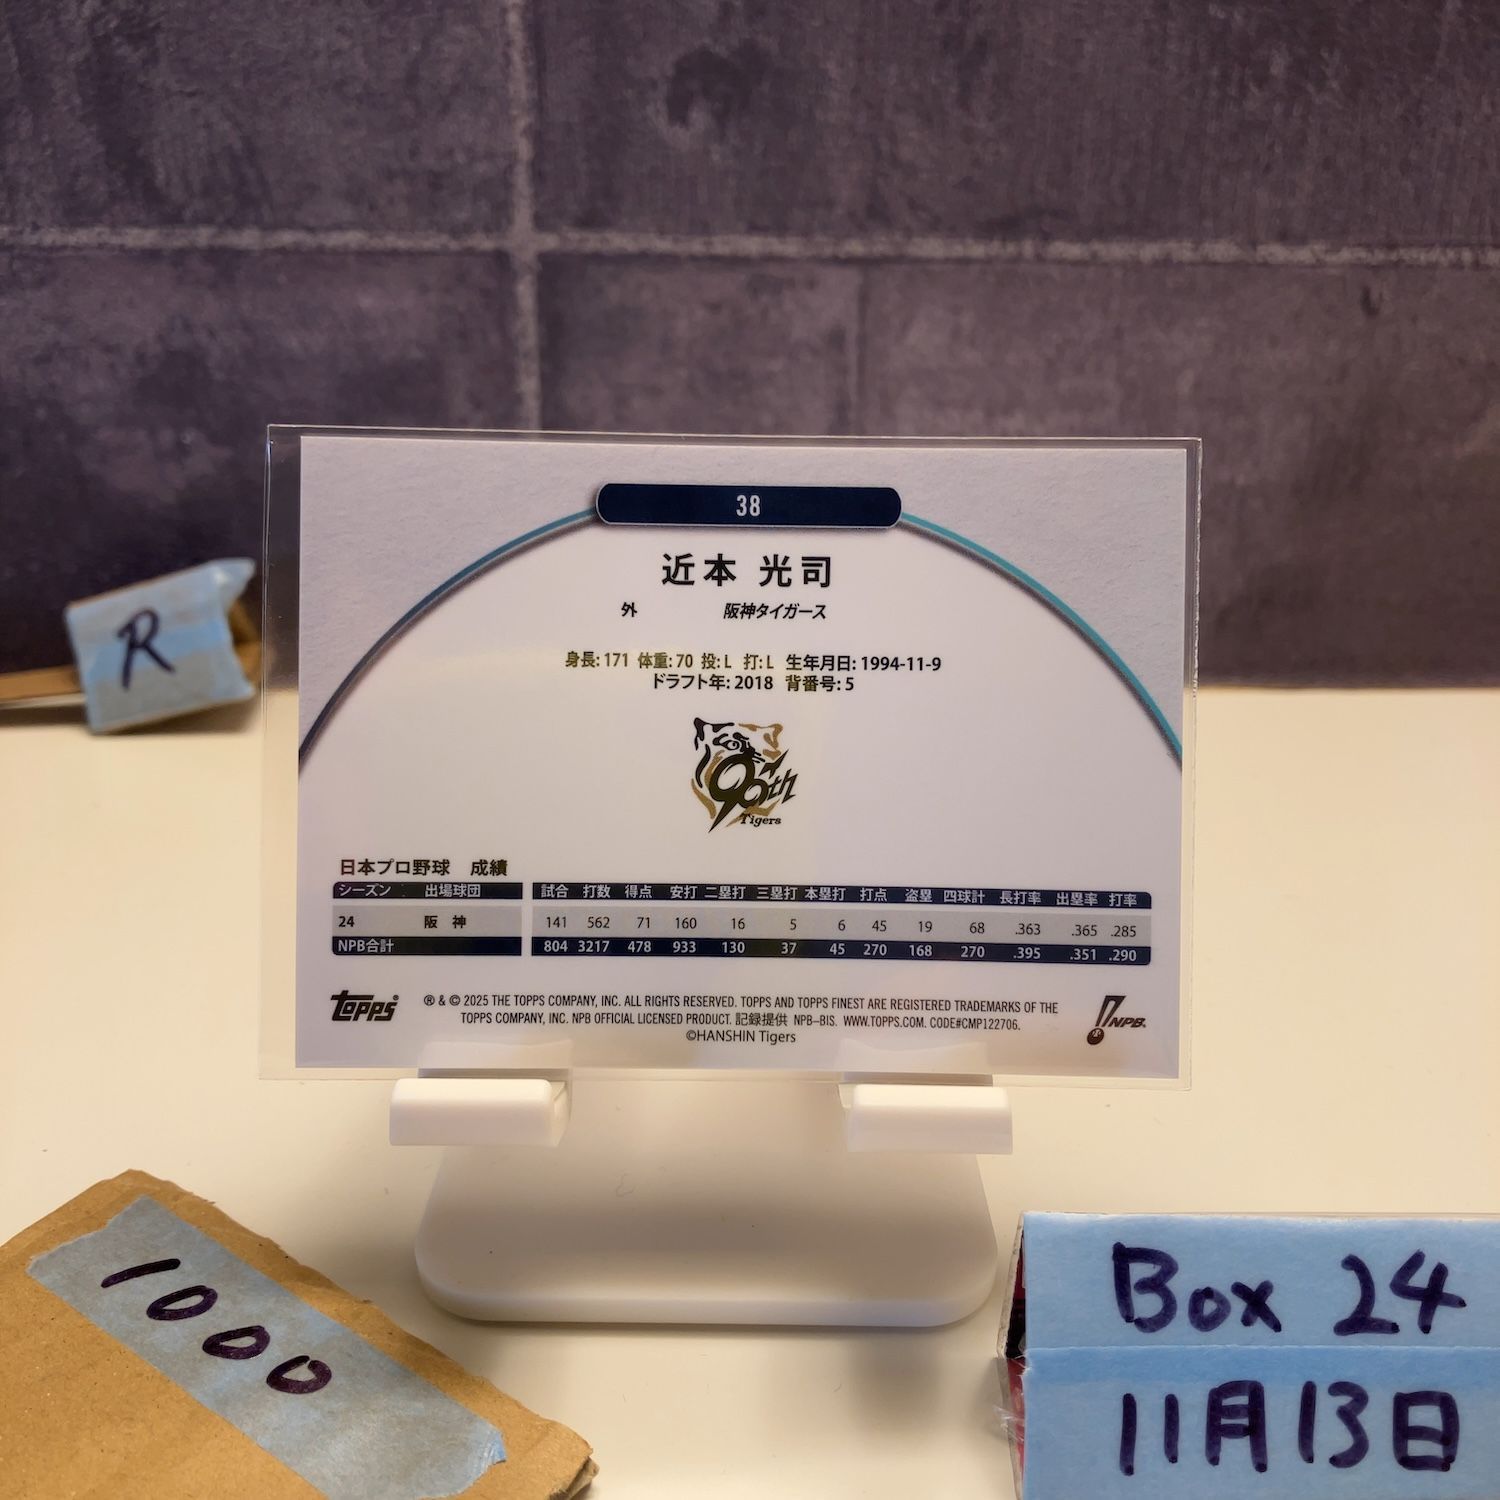 38
近本 光司
外 阪神タイガース
身長: 171 体重: 70 投: L 打: L 生年月日: 1994-11-9
ドラフト年: 2018 背番号: 5
90th
Tigers
日本プロ野球 成績
シーズン 出場球団 試合 打数 得点 安打 二塁打 三塁打 本塁打 打点 盗塁 四球計 長打率 出塁率 打率
24 阪 神 141 562 71 160 16 5 6 45 19 68 .363 .365 .285
NPB合計 804 3217 478 933 130 37 45 270 168 270 .395 .351 .290
TOPPS®
® & © 2025 THE TOPPS COMPANY, INC. ALL RIGHTS RESERVED. TOPPS AND TOPPS FINEST ARE REGISTERED TRADEMARKS OF THE
TOPPS COMPANY, INC. NPB OFFICIAL LICENSED PRODUCT. 記録提供 NPB-BIS. WWW.TOPPS.COM. CODE#CMP122706.
©HANSHIN Tigers
NPB
R
1000
Box 24
11月13日